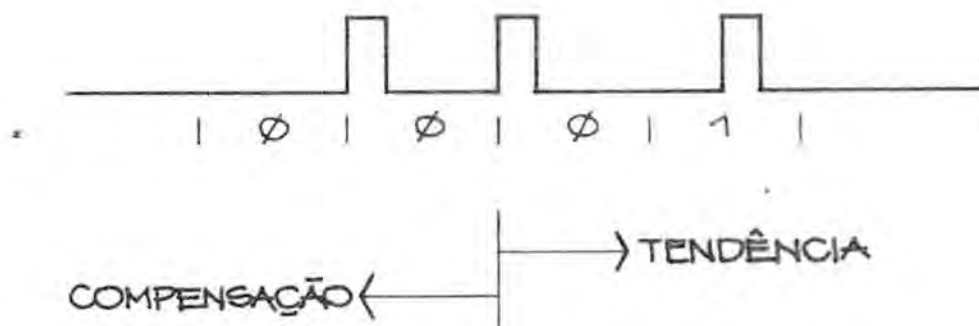 | Ø | Ø | Ø | 1 |
TENDÊNCIA
COMPENSAÇÃO